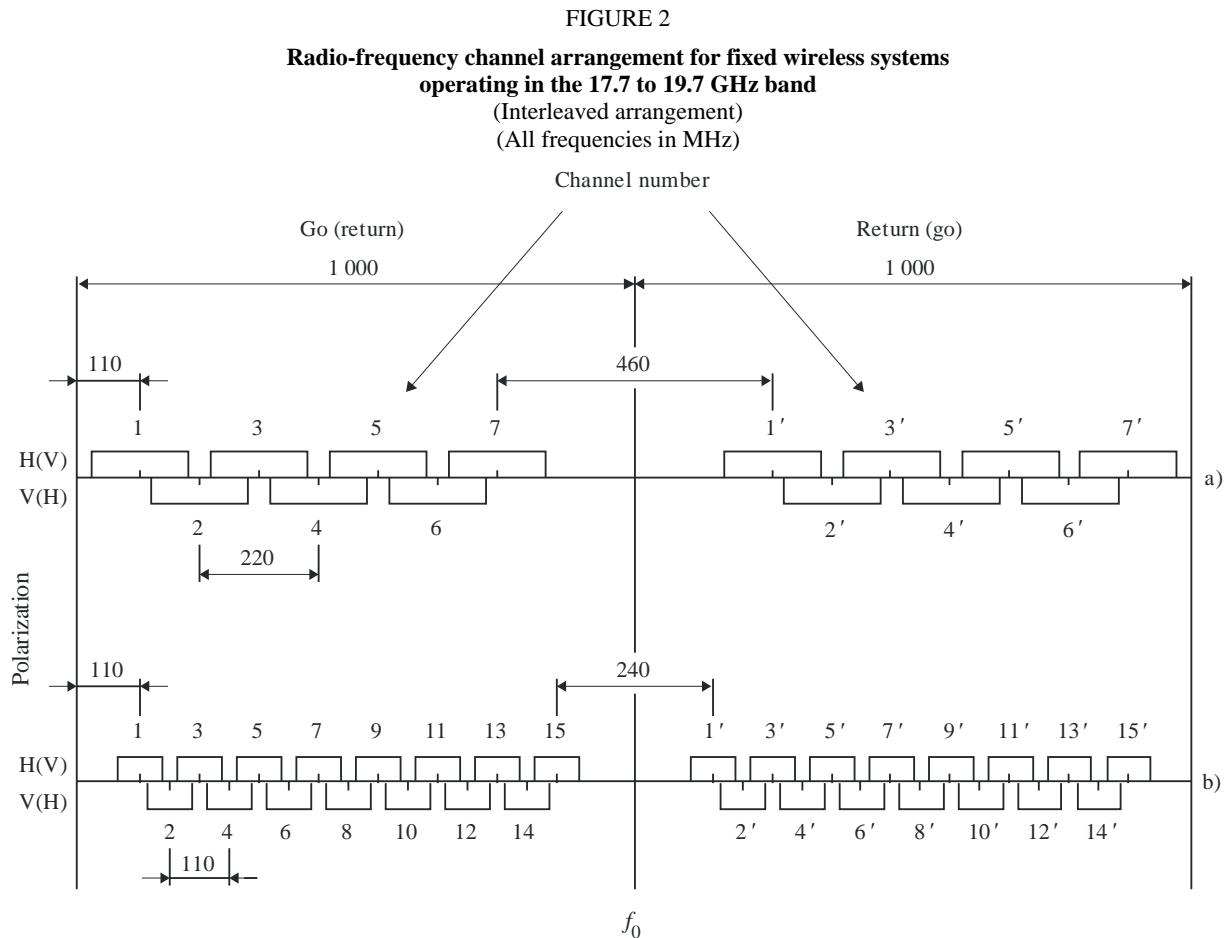 FIGURE 2
Radio-frequency channel arrangement for fixed wireless systems
operating in the 17.7 to 19.7 GHz band
(Interleaved arrangement)
(All frequencies in MHz)
Channel number
Go (return) Return (go)
1 000 1 000
110 460
1 3 5 7 1′ 3′ 5′ 7′
H(V)
V(H) a)
2 4 6 2′ 4′ 6′
220
Polarization
110 240
1 3 5 7 9 11 13 15 1′ 3′ 5′ 7′ 9′ 11′ 13′ 15′
H(V)
V(H) b)
2 4 6 8 10 12 14 2′ 4′ 6′ 8′ 10′ 12′ 14′
110
f0